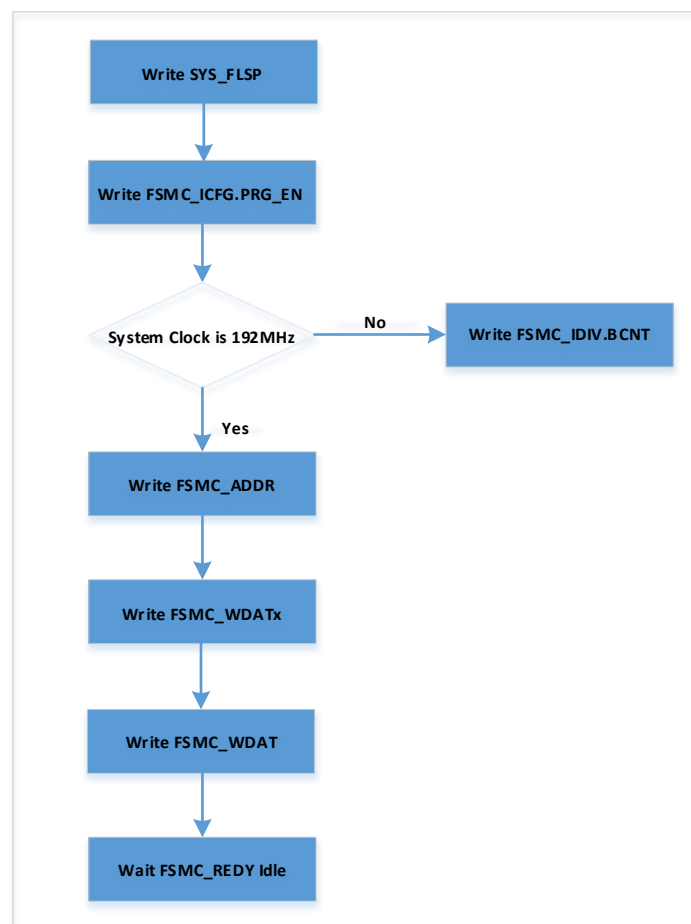 Write SYS_FLSP
Write FSMC_ICFG.PRG_EN
System Clock is 192MHz
No
Write FSMC_IDIV.BCNT
Yes
Write FSMC_ADDR
Write FSMC_WDATx
Write FSMC_WDAT
Wait FSMC_REDY Idle